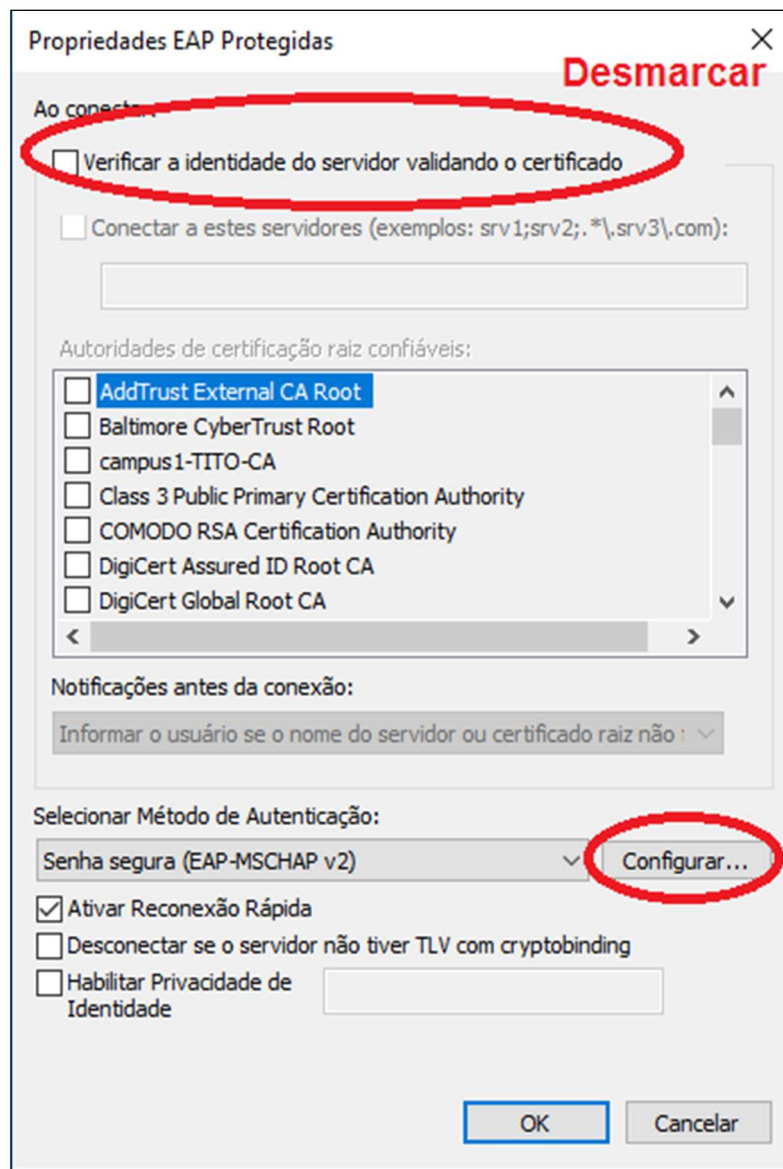 Propriedades EAP Protegidas
Desmarcar
Ao conectar:
Verificar a identidade do servidor validando o certificado
Conectar a estes servidores (exemplos: srv1;srv2;.*\.srv3\.com):
Autoridades de certificação raiz confiáveis:
AddTrust External CA Root
Baltimore CyberTrust Root
campus1-TITO-CA
Class 3 Public Primary Certification Authority
COMODO RSA Certification Authority
DigiCert Assured ID Root CA
DigiCert Global Root CA
Notificações antes da conexão:
Informar o usuário se o nome do servidor ou certificado raiz não
Selecionar Método de Autenticação:
Senha segura (EAP-MSCHAP v2)
Configurar...
Ativar Reconexão Rápida
Desconectar se o servidor não tiver TLV com cryptobinding
Habilitar Privacidade de
Identidade
OK
Cancelar